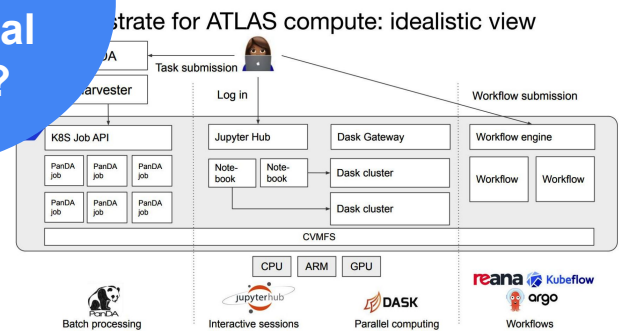 al
?
strate for ATLAS compute: idealistic view
DA
Task submission
arvester
Log in
Workflow submission
K8S Job API
Jupyter Hub
Dask Gateway
Workflow engine
PanDA
job
PanDA
job
PanDA
job
Note-
book
Note-
book
Dask cluster
Workflow
Workflow
PanDA
job
PanDA
job
PanDA
job
Dask cluster
CVMFS
CPU
ARM
GPU
PanDA
jupyterhub
DASK
reana
Kubeflow
argo
Batch processing
Interactive sessions
Parallel computing
Workflows